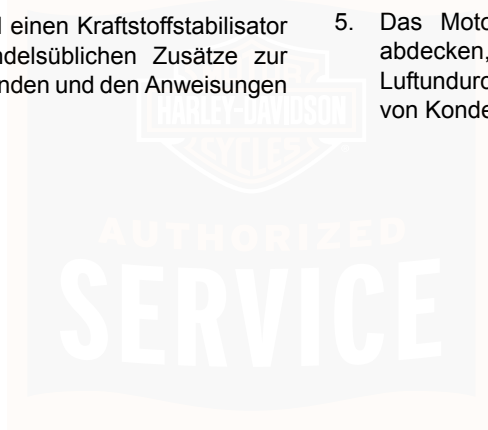 einen Kraftstoffstabilisator
ndelsüblichen Zusätze zur
nden und den Anweisungen
5. Das Moto
abdecken,
Luftundurc
von Konde
HARLEY-DAVIDSON
CYCLES
AUTHORIZED
SERVICE